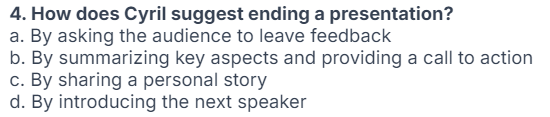 4. How does Cyril suggest ending a presentation?
a. By asking the audience to leave feedback
b. By summarizing key aspects and providing a call to action
c. By sharing a personal story
d. By introducing the next speaker